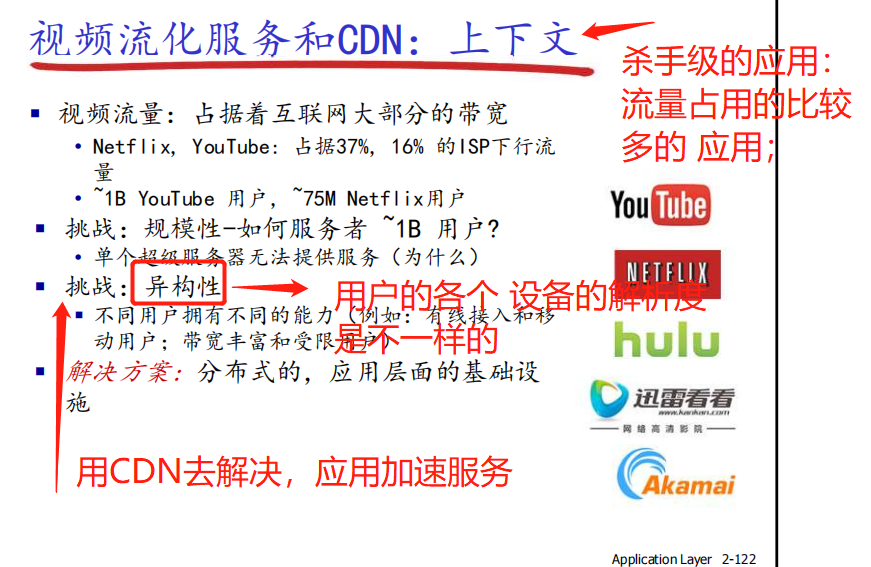 视频流化服务和CDN：上下文
杀手级的应用：
流量占用的比较
多的 应用；
■ 视频流量：占据着互联网大部分的带宽
• Netflix, YouTube: 占据37%, 16% 的ISP下行流
量
• ~1B YouTube 用户, ~75M Netflix用户
■ 挑战：规模性-如何服务者 ~1B 用户?
• 单个超级服务器无法提供服务（为什么）
■ 挑战：异构性
用户的各个 设备的解析度
是不一样的
■ 不同用户拥有不同的能力（例如：有线接入和移
动用户；带宽丰富和受限用户）
■ 解决方案：分布式的，应用层面的基础设
施
用CDN去解决，应用加速服务
YouTube
NETFLIX
hulu
迅雷看看
www.kankan.com
网络高清影院
Akamai
Application Layer 2-122